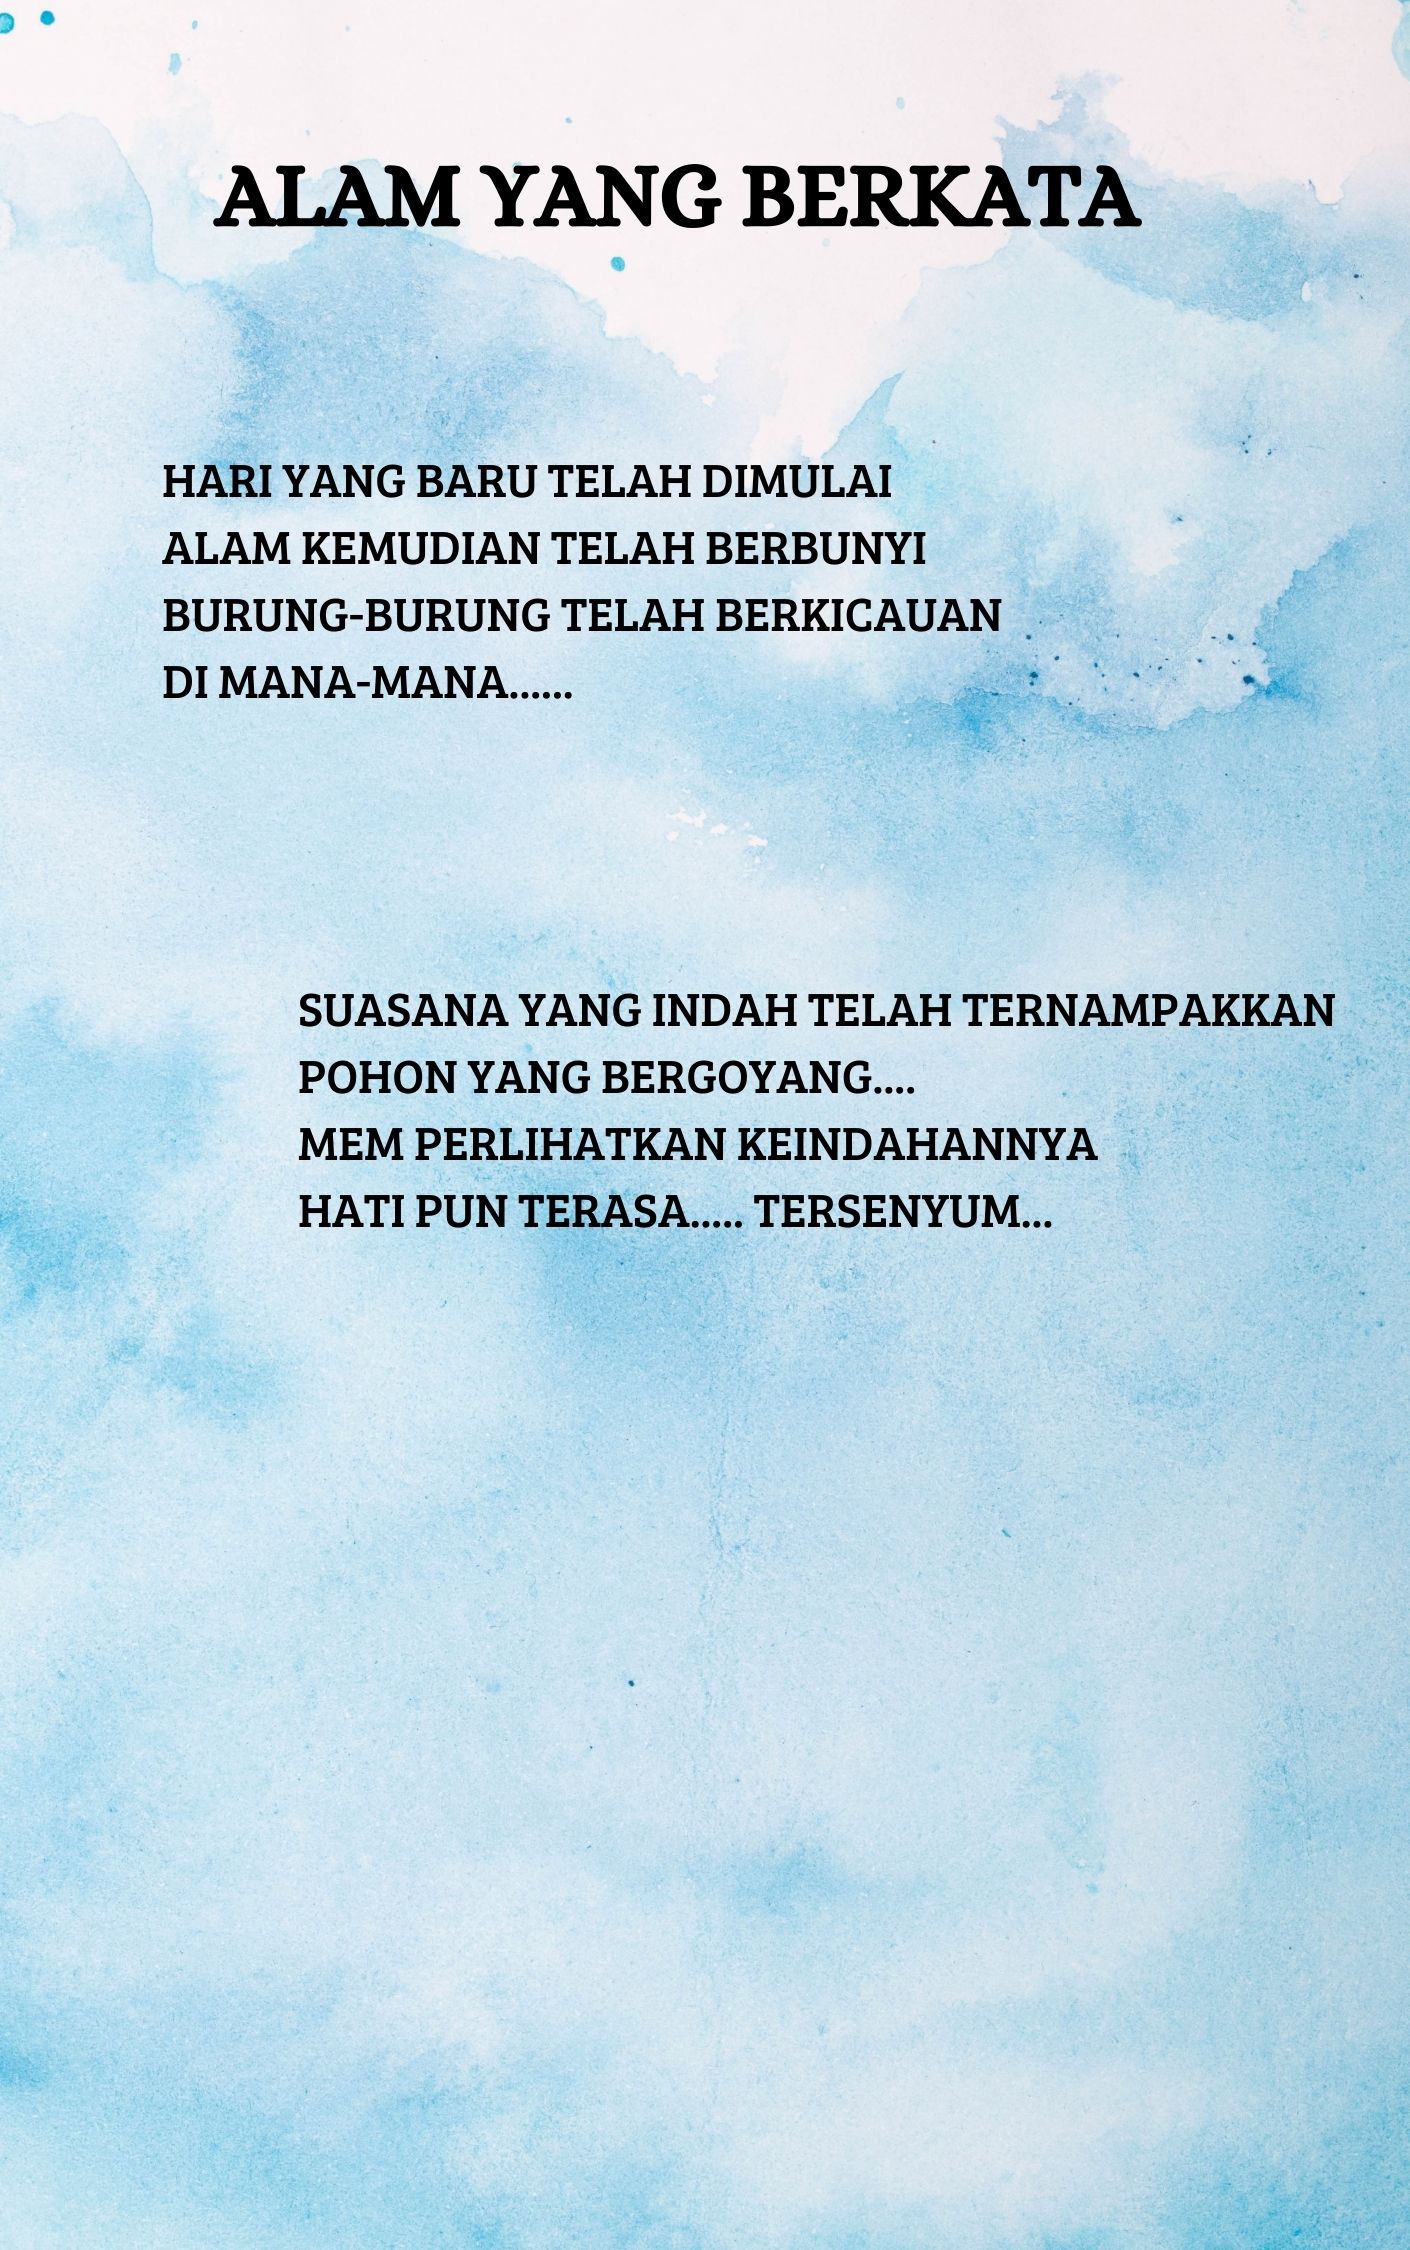 ALAM YANG BERKATA
HARI YANG BARU TELAH DIMULAI
ALAM KEMUDIAN TELAH BERBUNYI
BURUNG-BURUNG TELAH BERKICAUAN
DI MANA-MANA......
SUASANA YANG INDAH TELAH TERNAMPAKKAN
POHON YANG BERGOYANG....
MEM PERLIHATKAN KEINDAHANNYA
HATI PUN TERASA..... TERSENYUM...